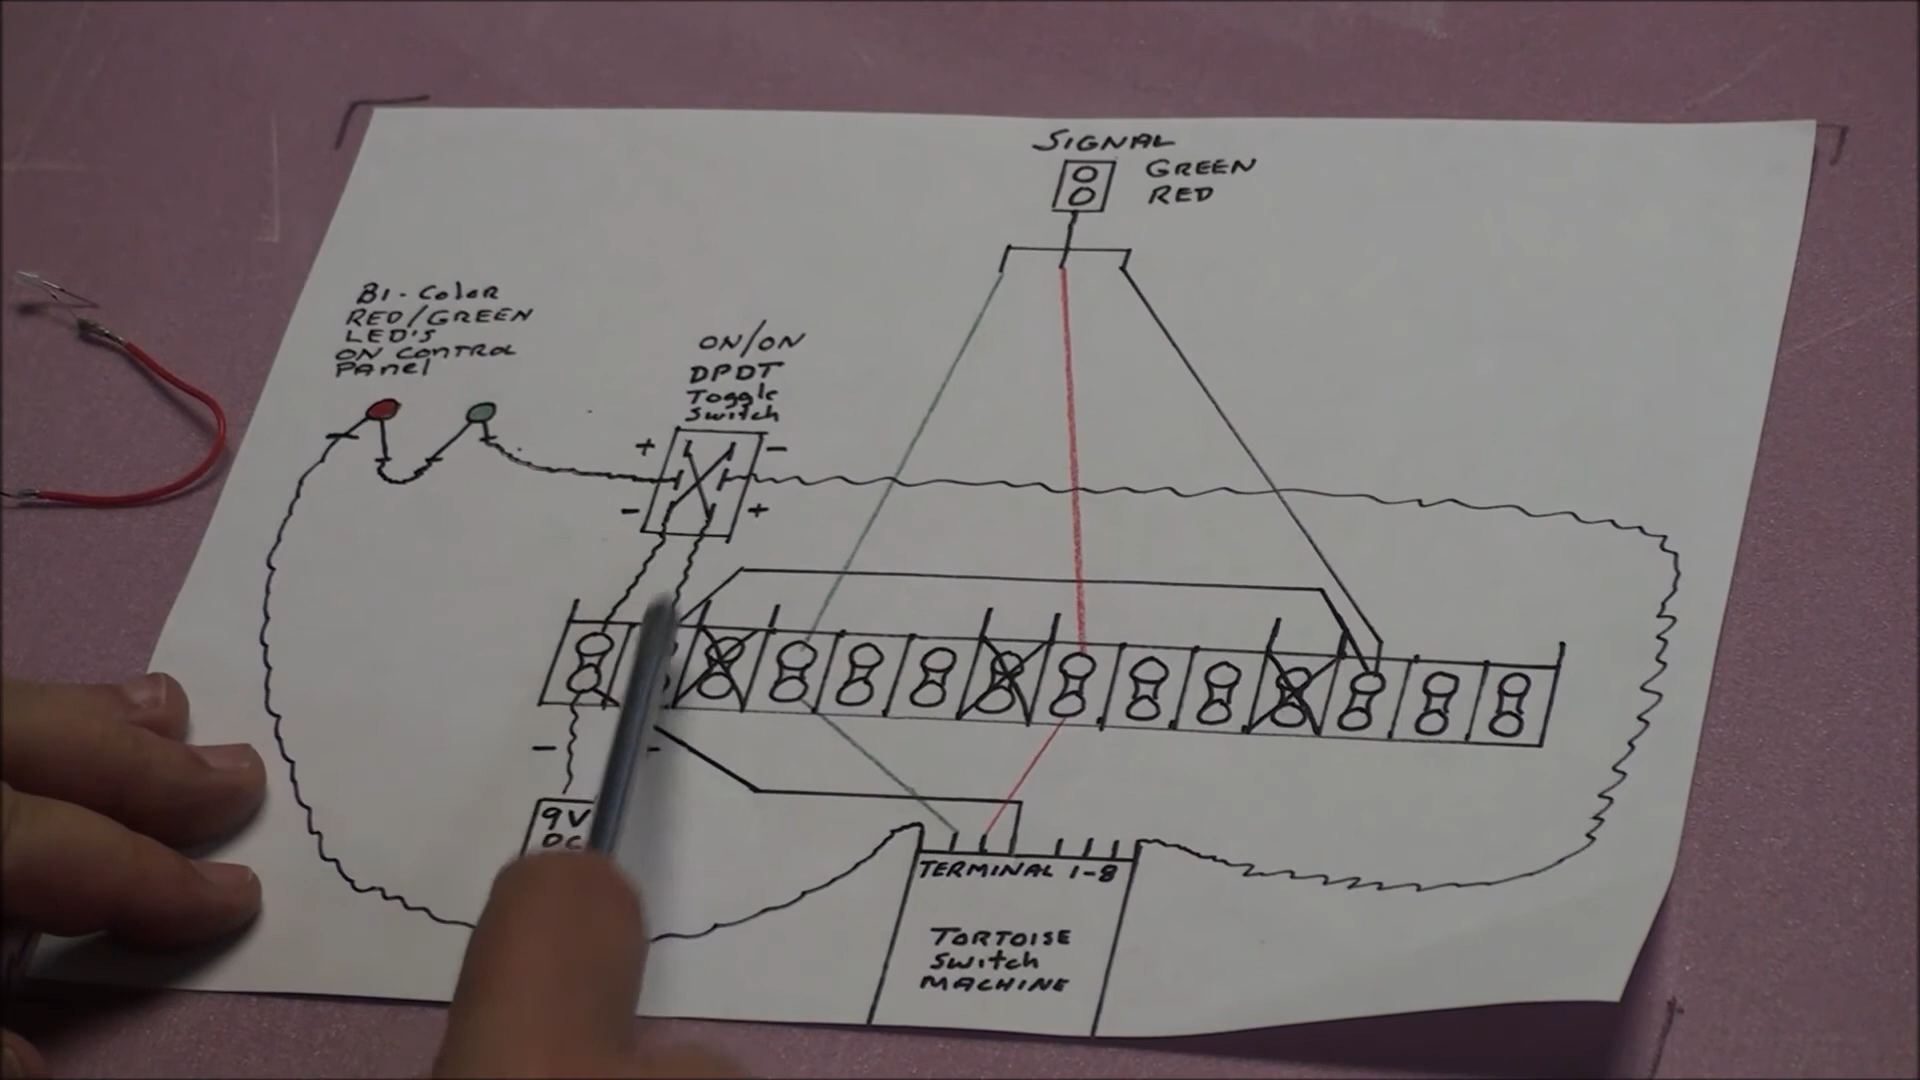 SIGNAL
GREEN
RED
BI-Color
RED/GREEN
LED'S
ON CONTROL
PANEL
ON/ON
DPDT
Toggle
Switch
+ -
- +
-
9V
DC
TERMINAL 1-8
TORTOISE
Switch
MACHINE